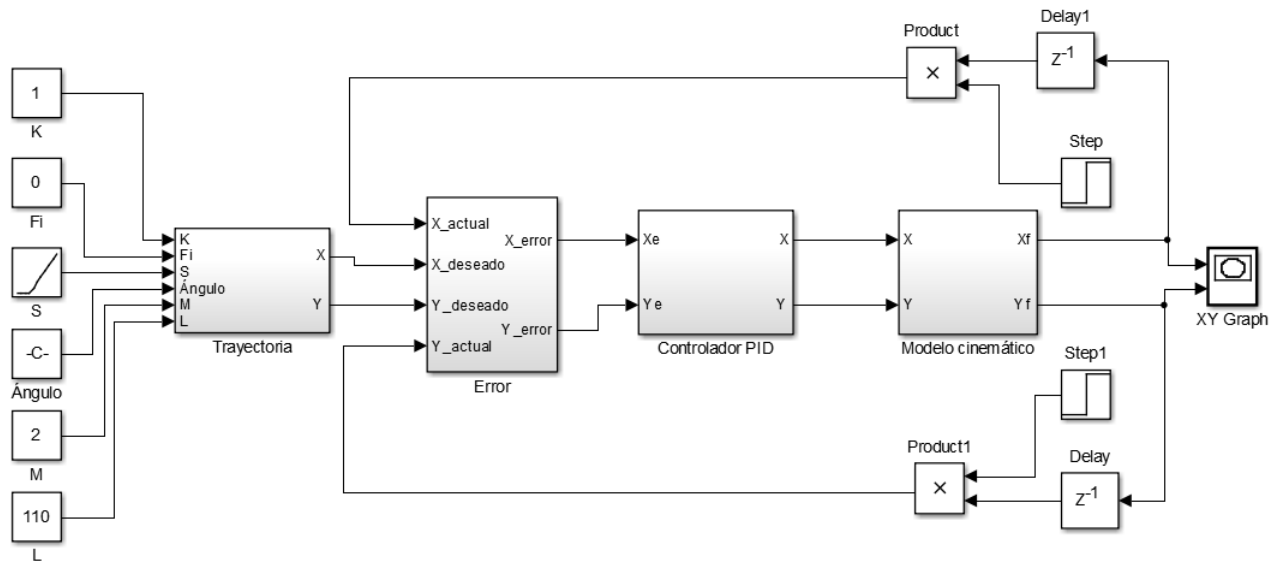 1
K
0
Fi
S
-C-
Ángulo
2
M
110
L
K
Fi
S
Ángulo
M
L
X
Y
Trayectoria
X_actual
X_deseado
Y_deseado
Y_actual
X_error
Y_error
Error
Xe
Ye
X
Y
Controlador PID
X
Y
Xf
Yf
Modelo cinemático
Product
×
Delay1
Z-1
Step
XY Graph
Step1
Product1
×
Delay
Z-1